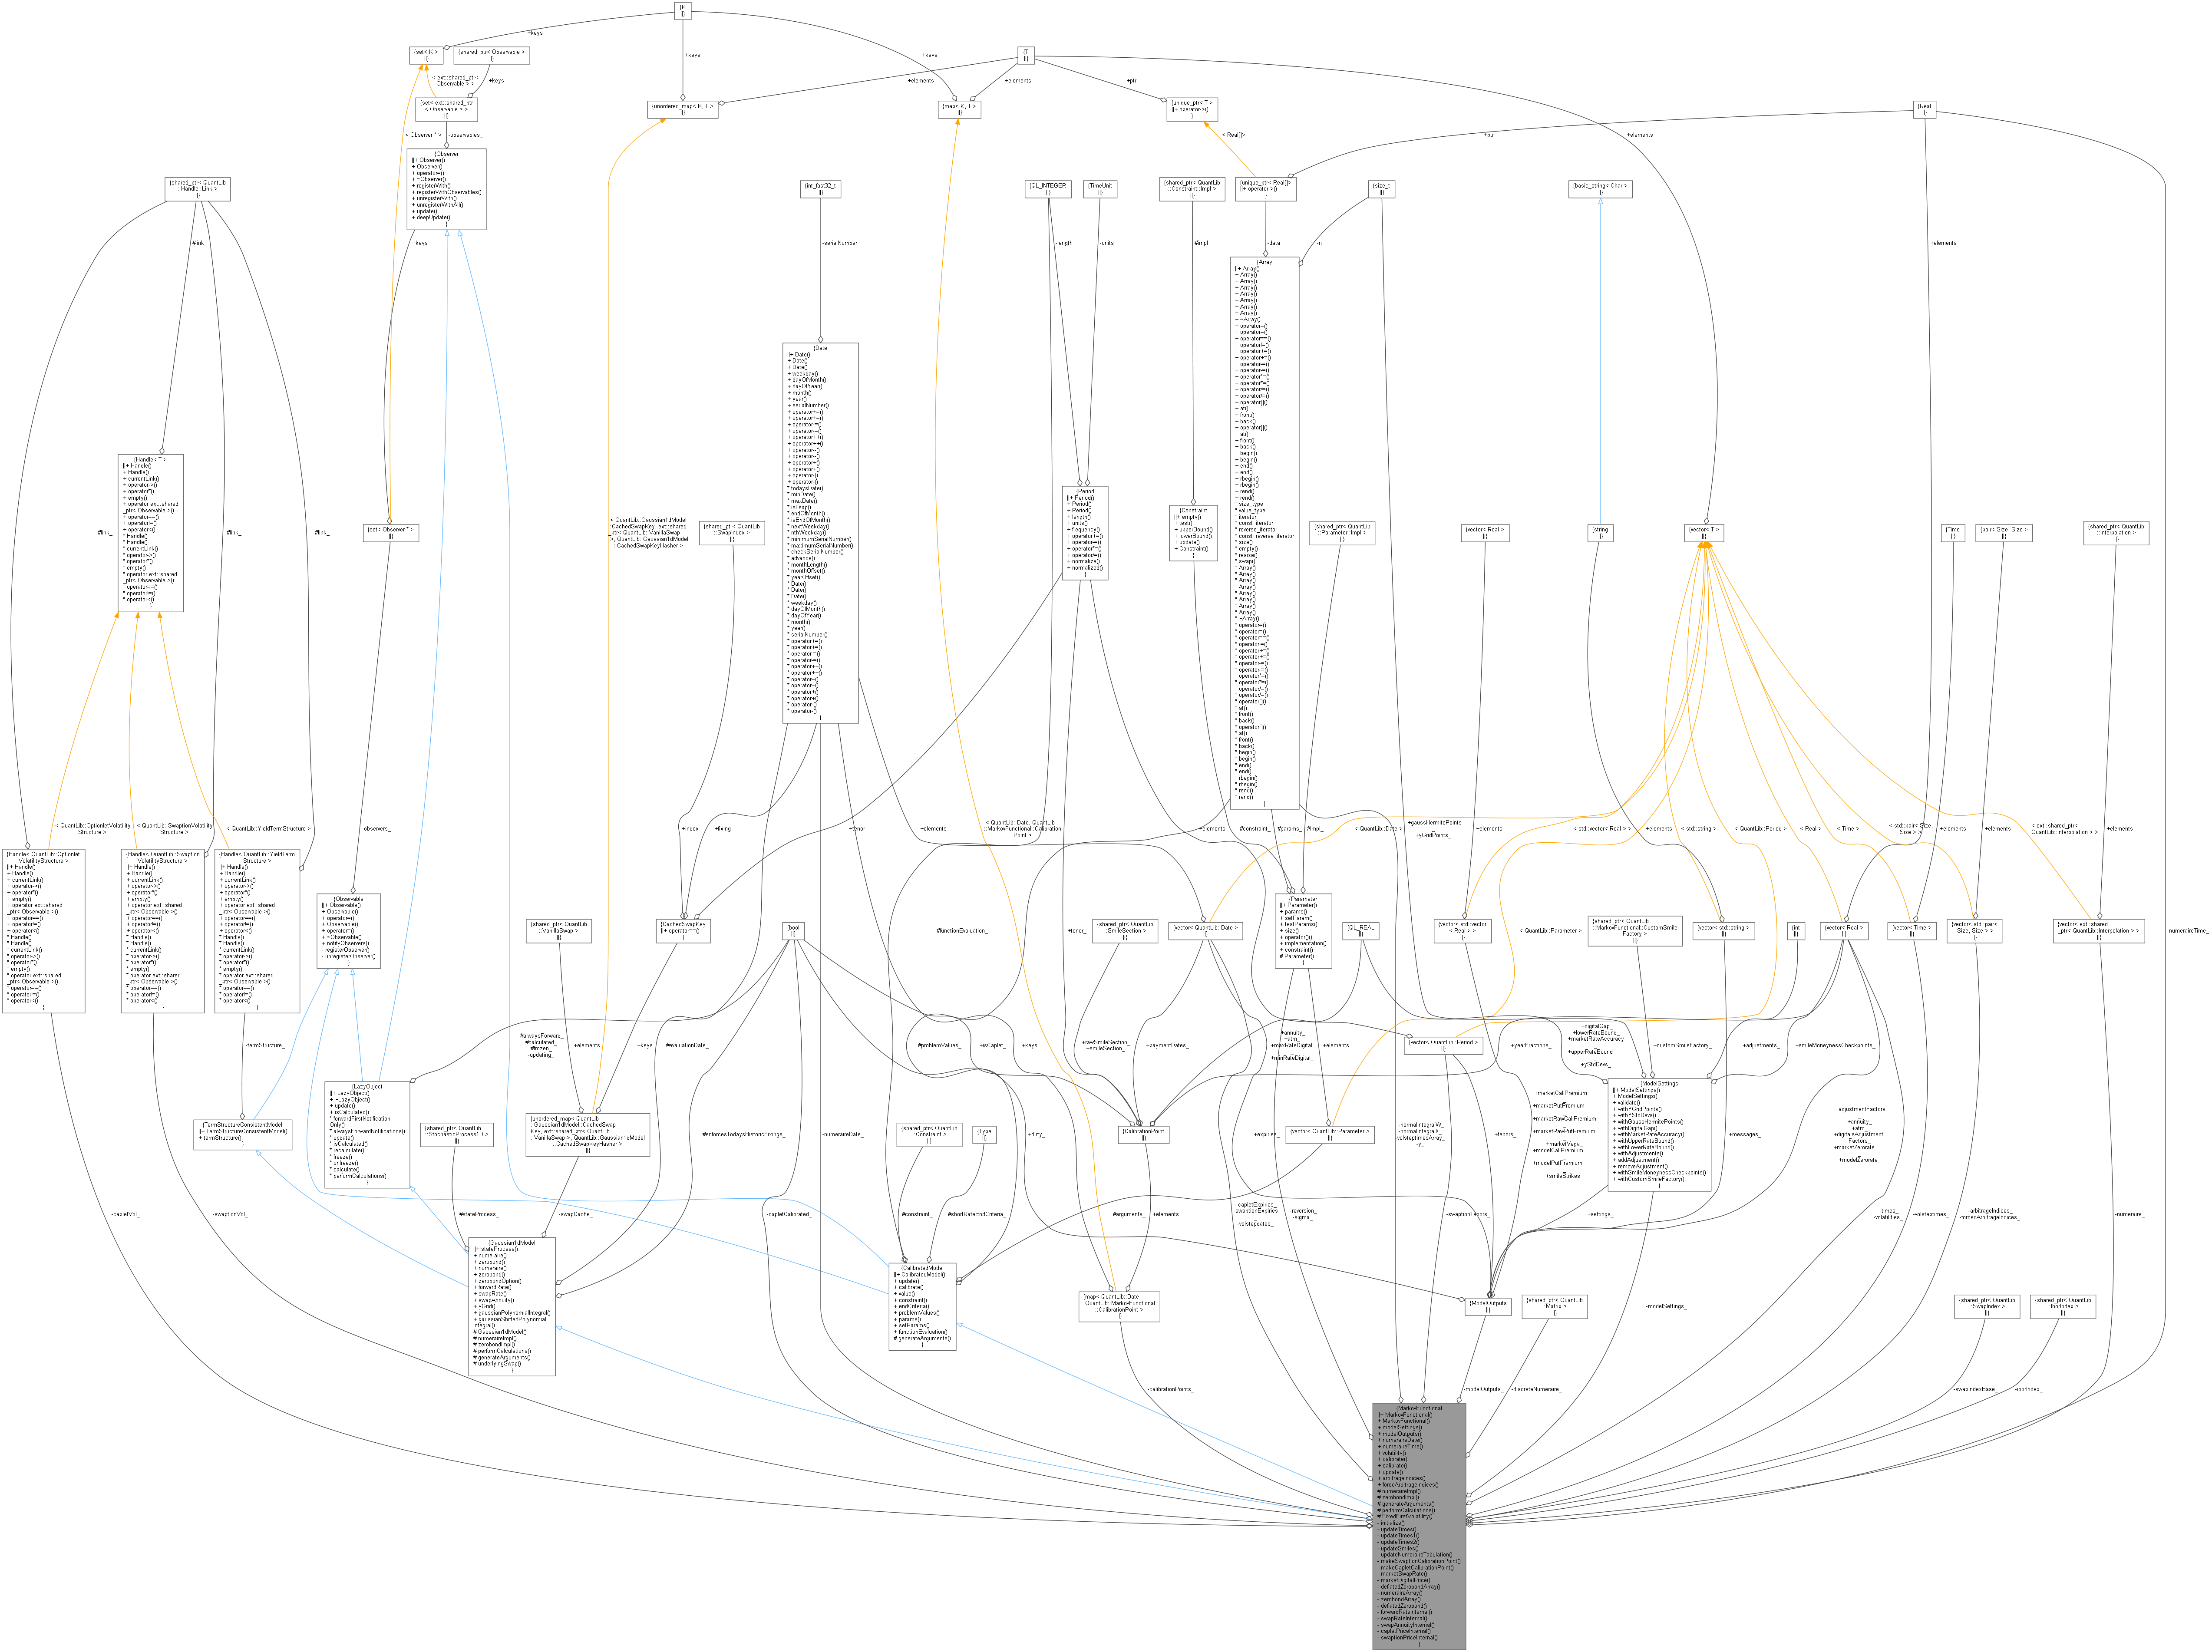 {K
||}
+keys
+keys
+keys
{set< K >
||}
{shared_ptr< Observable >
||}
{T
||}
< ext::shared_ptr<
Observable > >
+keys
+elements
+elements
+ptr
{set< ext::shared_ptr
< Observable > >
||}
{unordered_map< K, T >
||}
{map< K, T >
||}
{unique_ptr< T >
||+ operator->()
}
{Real
||}
< Observer * >
-observables_
< Real[]>
+ptr
+elements
{Observer
||+ Observer()
+ Observer()
+ operator=()
+ ~Observer()
+ registerWith()
+ registerWithObservables()
+ unregisterWith()
+ unregisterWithAll()
+ update()
+ deepUpdate()
}
{shared_ptr< QuantLib
::Handle::Link >
||}
{int_fast32_t
||}
{QL_INTEGER
||}
{TimeUnit
||}
{shared_ptr< QuantLib
::Constraint::Impl >
||}
{unique_ptr< Real[]>
||+ operator->()
}
{size_t
||}
{basic_string< Char >
||}
#link_
+keys
-serialNumber_
-length_
-units_
#impl_
-data_
-n_
+elements
-numeraireTime_
{Array
||+ Array()
+ Array()
+ Array()
+ Array()
+ Array()
+ Array()
+ Array()
+ Array()
+ ~Array()
+ operator=()
+ operator=()
+ operator==()
+ operator!=()
+ operator+=()
+ operator+=()
+ operator-=()
+ operator-=()
+ operator*=()
+ operator*=()
+ operator/=()
+ operator/=()
+ operator[]()
+ at()
+ front()
+ back()
+ operator[]()
+ at()
+ front()
+ back()
+ begin()
+ begin()
+ end()
+ end()
+ rbegin()
+ rbegin()
+ rend()
+ rend()
* size_type
* value_type
* iterator
* const_iterator
* reverse_iterator
* const_reverse_iterator
* size()
* empty()
* resize()
* swap()
* Array()
* Array()
* Array()
* Array()
* Array()
* Array()
* Array()
* Array()
* ~Array()
* operator=()
* operator=()
* operator==()
* operator!=()
* operator+=()
* operator+=()
* operator-=()
* operator-=()
* operator*=()
* operator*=()
* operator/=()
* operator/=()
* operator[]()
* at()
* front()
* back()
* operator[]()
* at()
* front()
* back()
* begin()
* begin()
* end()
* end()
* rbegin()
* rbegin()
* rend()
* rend()
}
{Date
||+ Date()
+ Date()
+ Date()
+ weekday()
+ dayOfMonth()
+ dayOfYear()
+ month()
+ year()
+ serialNumber()
+ operator+=()
+ operator+=()
+ operator-=()
+ operator-=()
+ operator++()
+ operator++()
+ operator--()
+ operator--()
+ operator+()
+ operator+()
+ operator-()
+ operator-()
* todaysDate()
* minDate()
* maxDate()
* isLeap()
* endOfMonth()
* isEndOfMonth()
* nextWeekday()
* nthWeekday()
* minimumSerialNumber()
* maximumSerialNumber()
* checkSerialNumber()
* advance()
* monthLength()
* monthOffset()
* yearOffset()
* Date()
* Date()
* Date()
* weekday()
* dayOfMonth()
* dayOfYear()
* month()
* year()
* serialNumber()
* operator+=()
* operator+=()
* operator-=()
* operator-=()
* operator++()
* operator++()
* operator--()
* operator--()
* operator+()
* operator+()
* operator-()
* operator-()
}
{Handle< T >
||+ Handle()
+ Handle()
+ currentLink()
+ operator->()
+ operator*()
+ empty()
+ operator ext::shared
_ptr< Observable >()
+ operator==()
+ operator!=()
+ operator<()
* Handle()
* Handle()
* currentLink()
* operator->()
* operator*()
* empty()
* operator ext::shared
_ptr< Observable >()
* operator==()
* operator!=()
* operator<()
}
{Period
||+ Period()
+ Period()
+ Period()
+ length()
+ units()
+ frequency()
+ operator+=()
+ operator-=()
+ operator*=()
+ operator/=()
+ normalize()
+ normalized()
}
{Constraint
||+ empty()
+ test()
+ upperBound()
+ lowerBound()
+ update()
+ Constraint()
}
#link_
#link_
#link_
< QuantLib::Gaussian1dModel
::CachedSwapKey, ext::shared
_ptr< QuantLib::VanillaSwap
>, QuantLib::Gaussian1dModel
::CachedSwapKeyHasher >
{set< Observer * >
||}
{shared_ptr< QuantLib
::SwapIndex >
||}
{shared_ptr< QuantLib
::Parameter::Impl >
||}
{vector< Real >
||}
{string
||}
{vector< T >
||}
{Time
||}
{pair< Size, Size >
||}
{shared_ptr< QuantLib
::Interpolation >
||}
< QuantLib::OptionletVolatility
Structure >
< QuantLib::SwaptionVolatility
Structure >
< QuantLib::YieldTermStructure >
-observers_
+index
+fixing
+tenor
+elements
< QuantLib::Date, QuantLib
::MarkovFunctional::Calibration
Point >
+elements
#constraint_
#params_
#impl_
< QuantLib::Date >
+gaussHermitePoints
_
+yGridPoints_
+elements
< std::vector< Real > >
+elements
< std::string >
< QuantLib::Period >
< Real >
< Time >
+elements
< std::pair< Size,
Size > >
+elements
< ext::shared_ptr<
QuantLib::Interpolation > >
+elements
{Handle< QuantLib::Optionlet
VolatilityStructure >
||+ Handle()
+ Handle()
+ currentLink()
+ operator->()
+ operator*()
+ empty()
+ operator ext::shared
_ptr< Observable >()
+ operator==()
+ operator!=()
+ operator<()
* Handle()
* Handle()
* currentLink()
* operator->()
* operator*()
* empty()
* operator ext::shared
_ptr< Observable >()
* operator==()
* operator!=()
* operator<()
}
{Handle< QuantLib::Swaption
VolatilityStructure >
||+ Handle()
+ Handle()
+ currentLink()
+ operator->()
+ operator*()
+ empty()
+ operator ext::shared
_ptr< Observable >()
+ operator==()
+ operator!=()
+ operator<()
* Handle()
* Handle()
* currentLink()
* operator->()
* operator*()
* empty()
* operator ext::shared
_ptr< Observable >()
* operator==()
* operator!=()
* operator<()
}
{Handle< QuantLib::YieldTerm
Structure >
||+ Handle()
+ Handle()
+ currentLink()
+ operator->()
+ operator*()
+ empty()
+ operator ext::shared
_ptr< Observable >()
+ operator==()
+ operator!=()
+ operator<()
* Handle()
* Handle()
* currentLink()
* operator->()
* operator*()
* empty()
* operator ext::shared
_ptr< Observable >()
* operator==()
* operator!=()
* operator<()
}
{Observable
||+ Observable()
+ Observable()
+ operator=()
+ Observable()
+ operator=()
+ ~Observable()
+ notifyObservers()
- registerObserver()
- unregisterObserver()
}
{shared_ptr< QuantLib
::VanillaSwap >
||}
{CachedSwapKey
||+ operator==()
}
{bool
||}
#functionEvaluation_
+tenor_
{shared_ptr< QuantLib
::SmileSection >
||}
{vector< QuantLib::Date >
||}
{Parameter
||+ Parameter()
+ params()
+ setParam()
+ testParams()
+ size()
+ operator()()
+ implementation()
+ constraint()
# Parameter()
}
{QL_REAL
||}
{vector< std::vector
< Real > >
||}
< QuantLib::Parameter >
{shared_ptr< QuantLib
::MarkovFunctional::CustomSmile
Factory >
||}
{vector< std::string >
||}
{int
||}
{vector< Real >
||}
{vector< Time >
||}
{vector< std::pair<
Size, Size > >
||}
{vector< ext::shared
_ptr< QuantLib::Interpolation > >
||}
-termStructure_
#alwaysForward_
#calculated_
#frozen_
-updating_
+elements
+keys
#evaluationDate_
#problemValues_
+isCaplet_
+keys
+rawSmileSection_
+smileSection_
+paymentDates_
+annuity_
+atm_
+maxRateDigital
_
+minRateDigital_
+elements
{vector< QuantLib::Period >
||}
+yearFractions_
+digitalGap_
+lowerRateBound_
+marketRateAccuracy
_
+upperRateBound
_
+yStdDevs_
+customSmileFactory_
+adjustments_
+smileMoneynessCheckpoints_
{LazyObject
||+ LazyObject()
+ ~LazyObject()
+ update()
+ isCalculated()
* forwardFirstNotification
Only()
* alwaysForwardNotifications()
* update()
* isCalculated()
* recalculate()
* freeze()
* unfreeze()
* calculate()
* performCalculations()
}
{TermStructureConsistentModel
||+ TermStructureConsistentModel()
+ termStructure()
}
{shared_ptr< QuantLib
::StochasticProcess1D >
||}
{unordered_map< QuantLib
::Gaussian1dModel::CachedSwap
Key, ext::shared_ptr< QuantLib
::VanillaSwap >, QuantLib::Gaussian1dModel
::CachedSwapKeyHasher >
||}
#enforcesTodaysHistoricFixings_
-numeraireDate_
{shared_ptr< QuantLib
::Constraint >
||}
{Type
||}
+dirty_
{CalibrationPoint
||}
+expiries_
{vector< QuantLib::Parameter >
||}
-normalIntegralW_
-normalIntegralX_
-volsteptimesArray_
-y_
+tenors_
+marketCallPremium
_
+marketPutPremium
_
+marketRawCallPremium
_
+marketRawPutPremium
_
+marketVega_
+modelCallPremium
_
+modelPutPremium
_
+smileStrikes_
{ModelSettings
||+ ModelSettings()
+ ModelSettings()
+ validate()
+ withYGridPoints()
+ withYStdDevs()
+ withGaussHermitePoints()
+ withDigitalGap()
+ withMarketRateAccuracy()
+ withUpperRateBound()
+ withLowerRateBound()
+ withAdjustments()
+ addAdjustment()
+ removeAdjustment()
+ withSmileMoneynessCheckpoints()
+ withCustomSmileFactory()
}
+messages_
+adjustmentFactors
_
+annuity_
+atm_
+digitalsAdjustment
Factors_
+marketZerorate
_
+modelZerorate_
-capletVol_
-swaptionVol_
#stateProcess_
-swapCache_
-capletCalibrated_
#constraint_
#shortRateEndCriteria_
#arguments_
+elements
-capletExpiries_
-swaptionExpiries
_
-volstepdates_
-reversion_
-sigma_
-swaptionTenors_
+settings_
-times_
-volatilities_
-volsteptimes_
-arbitrageIndices_
-forcedArbitrageIndices_
-numeraire_
{Gaussian1dModel
||+ stateProcess()
+ numeraire()
+ zerobond()
+ numeraire()
+ zerobond()
+ zerobondOption()
+ forwardRate()
+ swapRate()
+ swapAnnuity()
+ yGrid()
+ gaussianPolynomialIntegral()
+ gaussianShiftedPolynomial
Integral()
# Gaussian1dModel()
# numeraireImpl()
# zerobondImpl()
# performCalculations()
# generateArguments()
# underlyingSwap()
}
{CalibratedModel
||+ CalibratedModel()
+ update()
+ calibrate()
+ value()
+ constraint()
+ endCriteria()
+ problemValues()
+ params()
+ setParams()
+ functionEvaluation()
# generateArguments()
}
{map< QuantLib::Date,
QuantLib::MarkovFunctional
::CalibrationPoint >
||}
{ModelOutputs
||}
{shared_ptr< QuantLib
::Matrix >
||}
-modelSettings_
{shared_ptr< QuantLib
::SwapIndex >
||}
{shared_ptr< QuantLib
::IborIndex >
||}
-calibrationPoints_
-modelOutputs_
-discreteNumeraire_
-swapIndexBase_
-iborIndex_
{MarkovFunctional
||+ MarkovFunctional()
+ MarkovFunctional()
+ modelSettings()
+ modelOutputs()
+ numeraireDate()
+ numeraireTime()
+ volatility()
+ calibrate()
+ calibrate()
+ update()
+ arbitrageIndices()
+ forceArbitrageIndices()
# numeraireImpl()
# zerobondImpl()
# generateArguments()
# performCalculations()
# FixedFirstVolatility()
- initialize()
- updateTimes()
- updateTimes1()
- updateTimes2()
- updateSmiles()
- updateNumeraireTabulation()
- makeSwaptionCalibrationPoint()
- makeCapletCalibrationPoint()
- marketSwapRate()
- marketDigitalPrice()
- deflatedZerobondArray()
- numeraireArray()
- zerobondArray()
- deflatedZerobond()
- forwardRateInternal()
- swapRateInternal()
- swapAnnuityInternal()
- capletPriceInternal()
- swaptionPriceInternal()
}